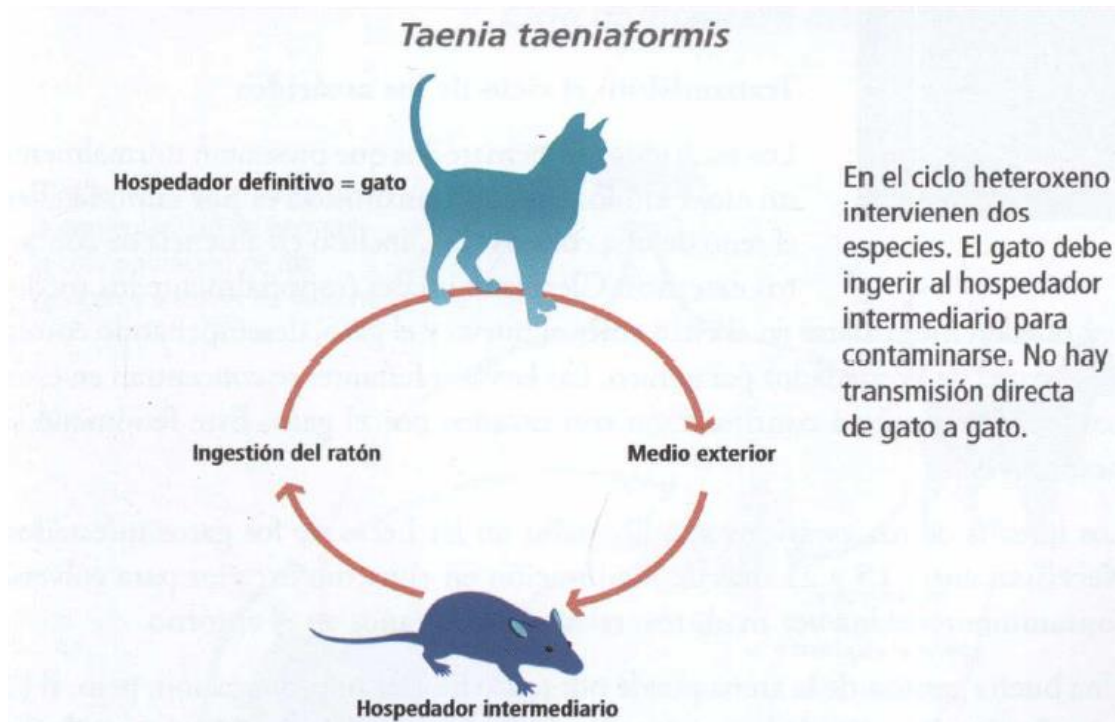 Taenia taeniaformis
Hospedador definitivo = gato
En el ciclo heteroxeno
intervienen dos
especies. El gato debe
ingerir al hospedador
intermediario para
contaminarse. No hay
transmisión directa
de gato a gato.
Ingestión del ratón
Medio exterior
Hospedador intermediario